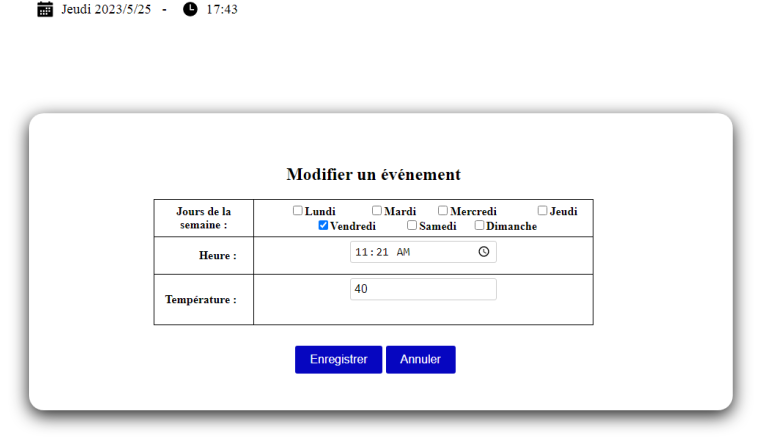 Jeudi 2023/5/25 - 17:43
Modifier un événement
Jours de la semaine :
Lundi Mardi Mercredi Jeudi
Vendredi Samedi Dimanche
Heure :
11:21 AM
Température :
40
Enregistrer Annuler